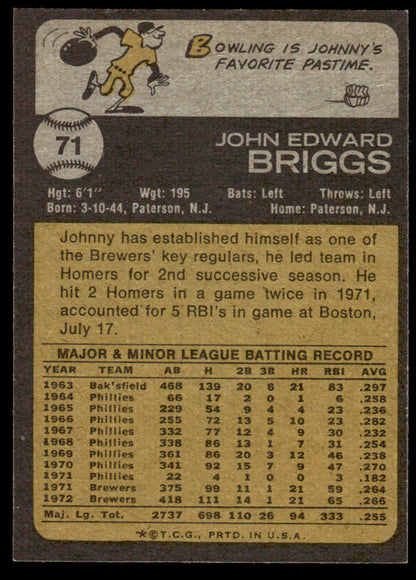 BOWLING IS JOHNNY'S
FAVORITE PASTIME.
71
JOHN EDWARD
BRIGGS
Hgt: 6'1" Wgt: 195 Bats: Left Throws: Left
Born: 3-10-44, Paterson, N.J. Home: Paterson, N.J.
Johnny has established himself as one of
the Brewers' key regulars, he led team in
Homers for 2nd successive season. He
hit 2 Homers in a game twice in 1971,
accounted for 5 RBI's in game at Boston,
July 17.
MAJOR & MINOR LEAGUE BATTING RECORD
YEAR TEAM AB H 2B 3B HR RBI AVG
1963 Bak'sfield 468 139 20 6 21 83 .297
1964 Phillies 66 17 2 0 1 6 .258
1965 Phillies 229 54 9 4 4 23 .236
1966 Phillies 255 72 13 5 10 23 .282
1967 Phillies 332 77 12 4 9 30 .232
1968 Phillies 338 86 13 1 7 31 .254
1969 Phillies 361 86 20 3 12 46 .238
1970 Phillies 341 92 15 7 9 47 .270
1971 Phillies 22 4 1 0 0 3 .182
1971 Brewers 375 99 11 1 21 59 .264
1972 Brewers 418 111 14 1 21 65 .266
Maj. Lg. Tot. 2737 698 110 26 94 333 .255
*©T.C.G., PRTD. IN U.S.A.